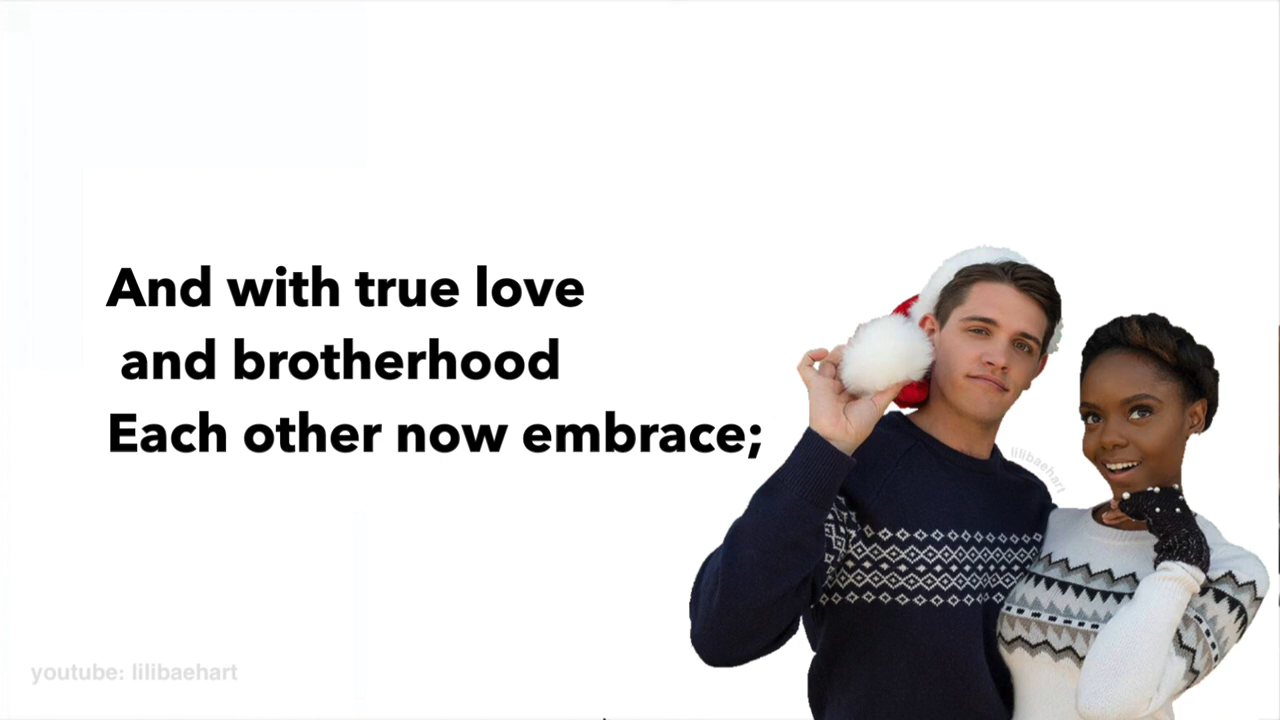 And with true love
and brotherhood
Each other now embrace;
lilibaehart
youtube: lilibaehart